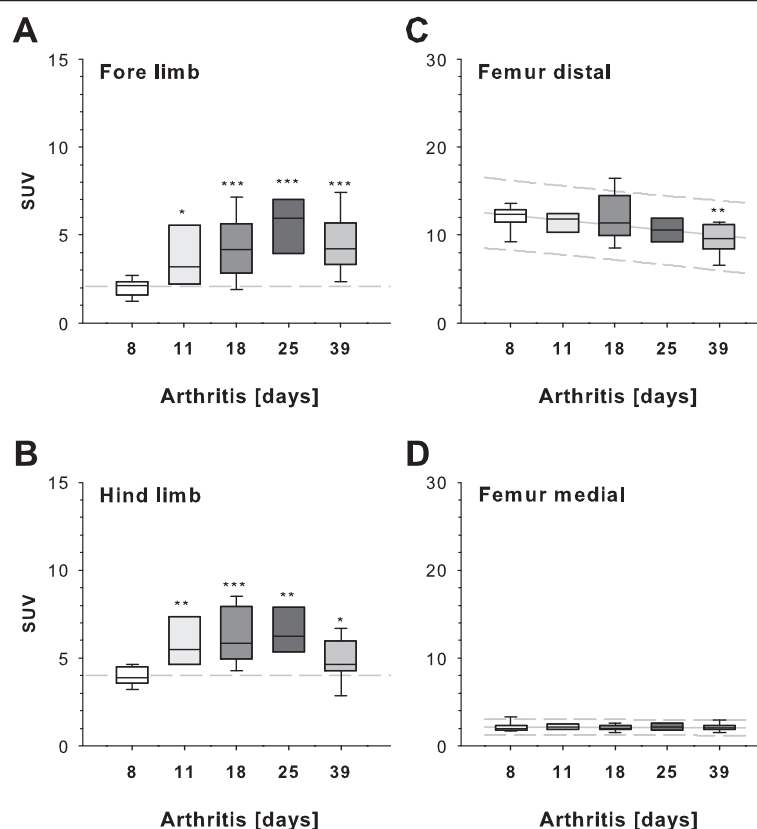 A
Fore limb
15
10
5
0
SUV
*
***
***
***
8 11 18 25 39
Arthritis [days]
B
Hind limb
15
10
5
0
SUV
**
***
**
*
8 11 18 25 39
Arthritis [days]
C
Femur distal
30
20
10
0
**
8 11 18 25 39
Arthritis [days]
D
Femur medial
30
20
10
0
8 11 18 25 39
Arthritis [days]